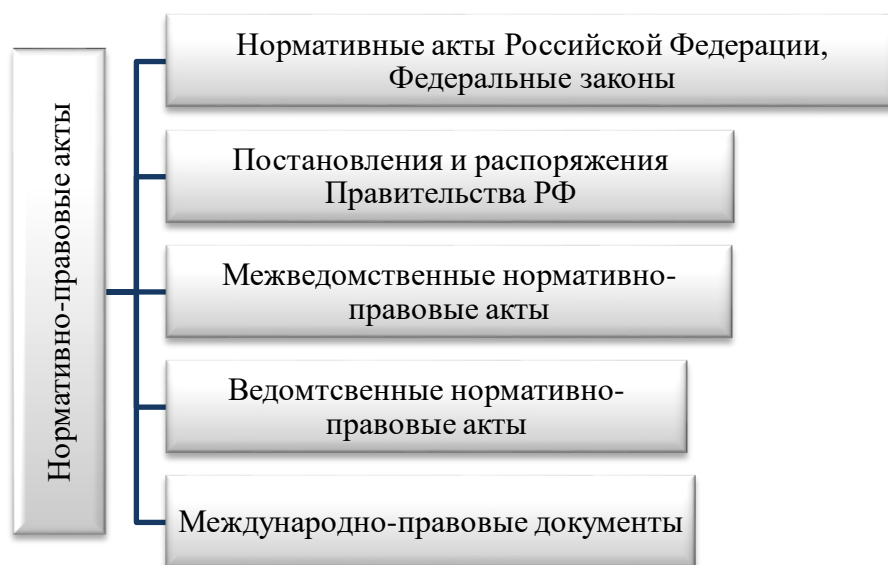 Нормативно-правовые акты
Нормативные акты Российской Федерации,
Федеральные законы
Постановления и распоряжения
Правительства РФ
Межведомственные нормативно-
правовые акты
Ведомтсвенные нормативно-
правовые акты
Международно-правовые документы